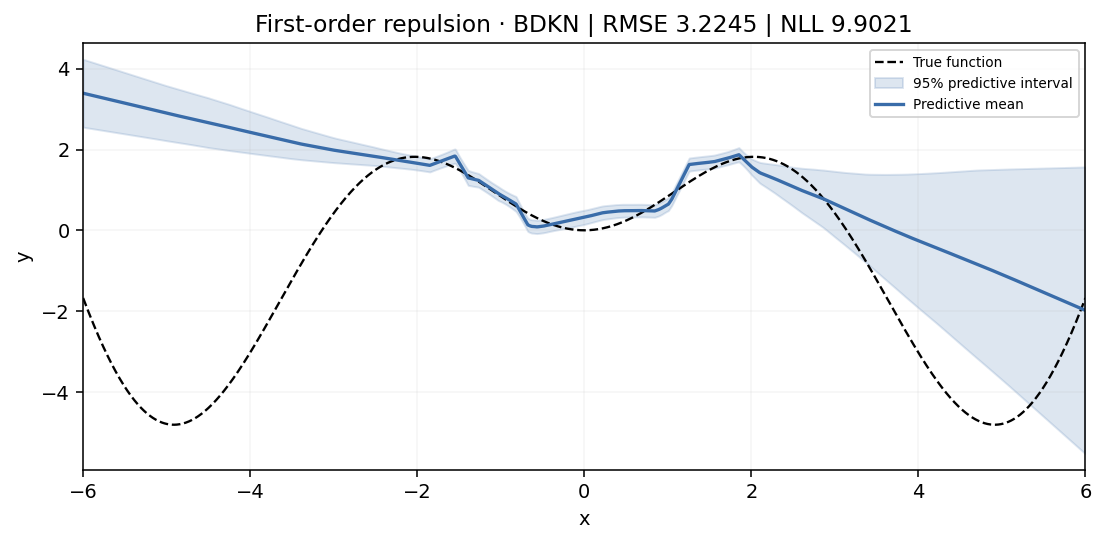 First-order repulsion · BDKN | RMSE 3.2245 | NLL 9.9021
True function
95% predictive interval
Predictive mean
y
4
2
0
−2
−4
−6
−4
−2
0
2
4
6
x